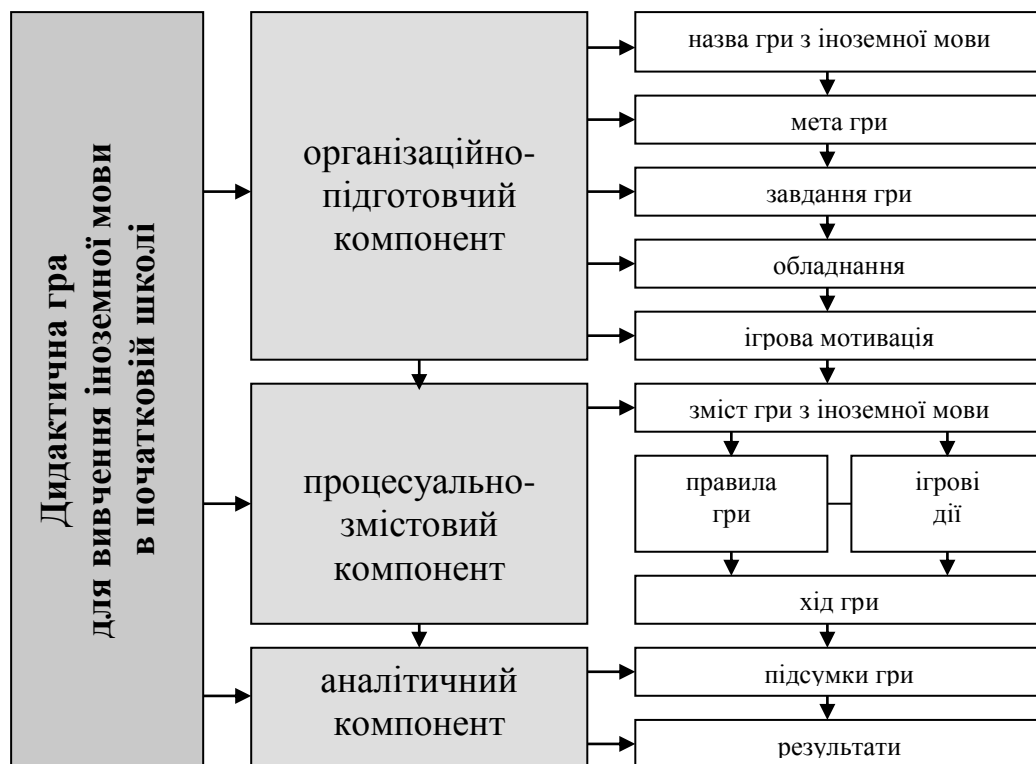 Дидактична гра
для вивчення іноземної мови
в початковій школі
організаційно-
підготовчий
компонент
назва гри з іноземної мови
мета гри
завдання гри
обладнання
ігрова мотивація
процесуально-
змістовий
компонент
зміст гри з іноземної мови
правила
гри
ігрові
дії
хід гри
аналітичний
компонент
підсумки гри
результати